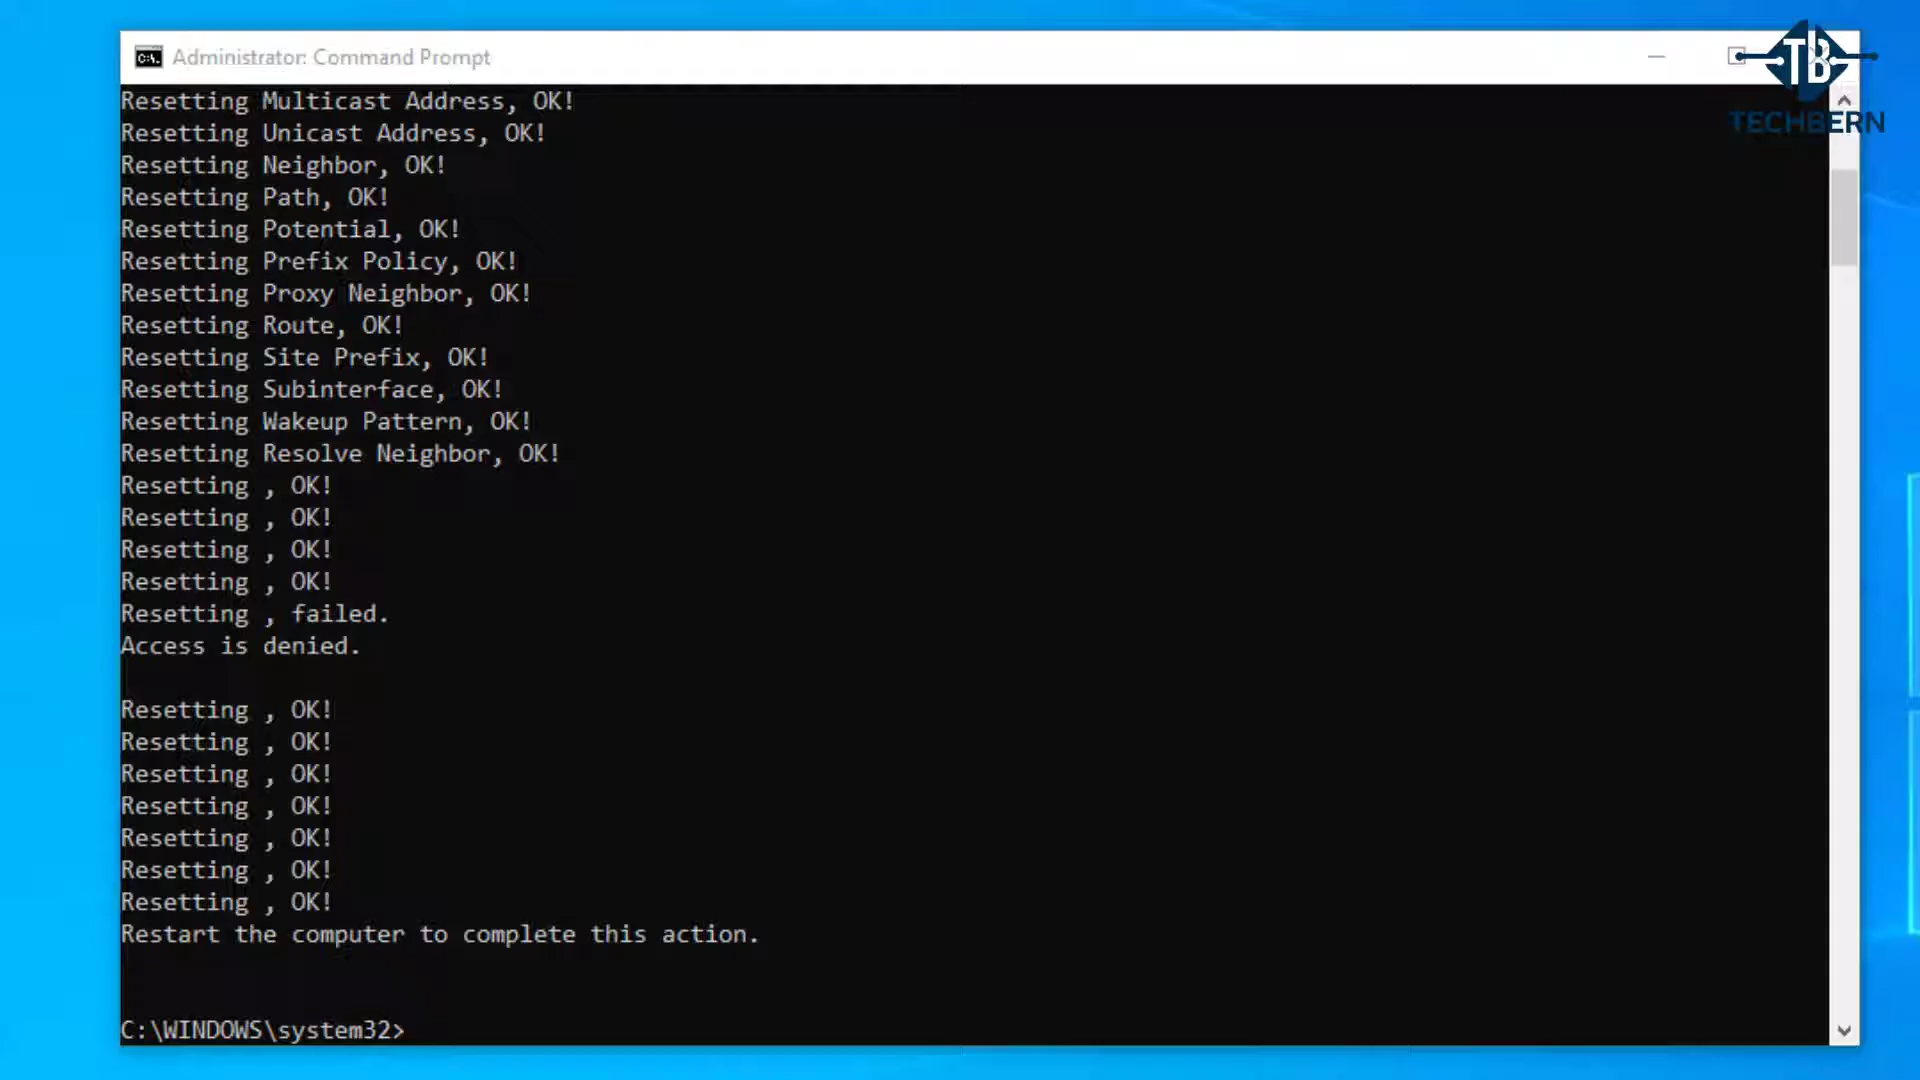 Administrator: Command Prompt
TB
TECHBERN
Resetting Multicast Address, OK!
Resetting Unicast Address, OK!
Resetting Neighbor, OK!
Resetting Path, OK!
Resetting Potential, OK!
Resetting Prefix Policy, OK!
Resetting Proxy Neighbor, OK!
Resetting Route, OK!
Resetting Site Prefix, OK!
Resetting Subinterface, OK!
Resetting Wakeup Pattern, OK!
Resetting Resolve Neighbor, OK!
Resetting , OK!
Resetting , OK!
Resetting , OK!
Resetting , OK!
Resetting , failed.
Access is denied.
Resetting , OK!
Resetting , OK!
Resetting , OK!
Resetting , OK!
Resetting , OK!
Resetting , OK!
Resetting , OK!
Restart the computer to complete this action.
C:\WINDOWS\system32>